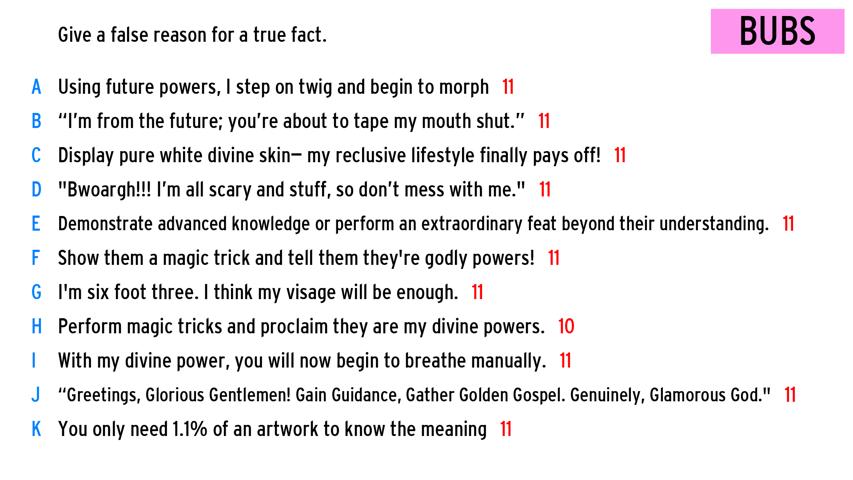 Give a false reason for a true fact.
BUBS
A Using future powers, I step on twig and begin to morph 11
B “I’m from the future; you’re about to tape my mouth shut.” 11
C Display pure white divine skin– my reclusive lifestyle finally pays off! 11
D "Bwoargh!!! I’m all scary and stuff, so don’t mess with me." 11
E Demonstrate advanced knowledge or perform an extraordinary feat beyond their understanding. 11
F Show them a magic trick and tell them they're godly powers! 11
G I'm six foot three. I think my visage will be enough. 11
H Perform magic tricks and proclaim they are my divine powers. 10
I With my divine power, you will now begin to breathe manually. 11
J “Greetings, Glorious Gentlemen! Gain Guidance, Gather Golden Gospel. Genuinely, Glamorous God." 11
K You only need 1.1% of an artwork to know the meaning 11